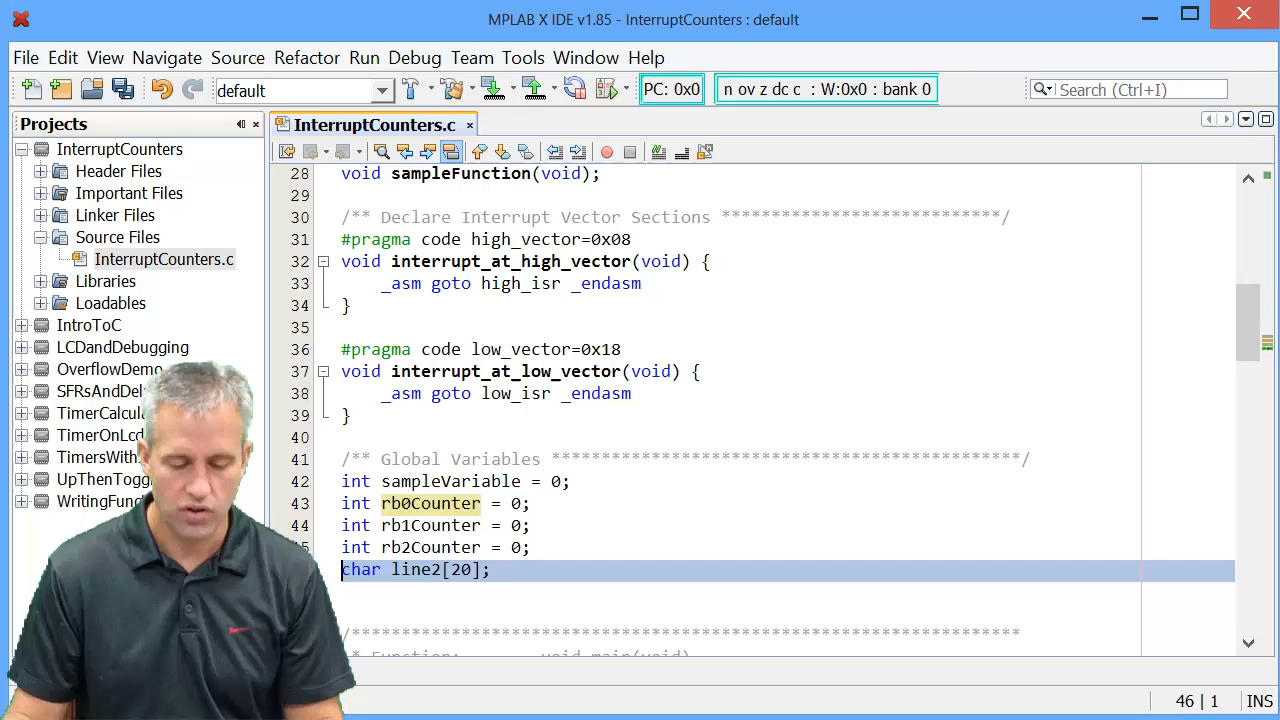 MPLAB X IDE v1.85 - InterruptCounters : default
File Edit View Navigate Source Refactor Run Debug Team Tools Window Help
default PC: 0x0 n ov z dc c : W:0x0 : bank 0 Search (Ctrl+I)
Projects InterruptCounters.c
InterruptCounters
Header Files
Important Files
Linker Files
Source Files
InterruptCounters.c
Libraries
Loadables
IntroToC
LCDandDebugging
OverflowDemo
SFRsAndDe
TimerCalcula
TimerOnLcd
TimersWith
UpThenToggl
WritingFunc
28 void sampleFunction(void);
29
30 /** Declare Interrupt Vector Sections ****************************/
31 #pragma code high_vector=0x08
32 void interrupt_at_high_vector(void) {
33 _asm goto high_isr _endasm
34 }
35
36 #pragma code low_vector=0x18
37 void interrupt_at_low_vector(void) {
38 _asm goto low_isr _endasm
39 }
40
41 /** Global Variables ***********************************************/
42 int sampleVariable = 0;
43 int rb0Counter = 0;
44 int rb1Counter = 0;
int rb2Counter = 0;
char line2[20];
/********************************************************************
* Function: void main(void)
46 | 1 INS